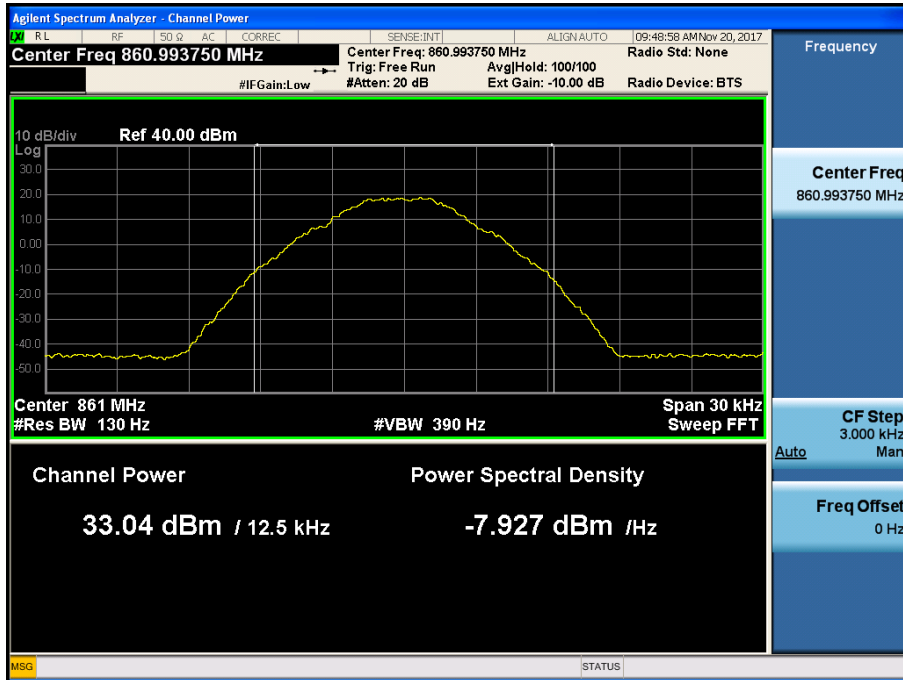 Agilent Spectrum Analyzer - Channel Power
LXI RL RF 50 Ω AC CORREC SENSE:INT ALIGN AUTO 09:48:58 AM Nov 20, 2017
Center Freq 860.993750 MHz
Center Freq: 860.993750 MHz
Radio Std: None
Trig: Free Run
Avg|Hold: 100/100
#IFGain:Low
#Atten: 20 dB
Ext Gain: -10.00 dB
Radio Device: BTS
10 dB/div
Ref 40.00 dBm
Log
30.0
20.0
10.0
0.00
-10.0
-20.0
-30.0
-40.0
-50.0
Center 861 MHz
Span 30 kHz
#Res BW 130 Hz
#VBW 390 Hz
Sweep FFT
Channel Power
Power Spectral Density
33.04 dBm / 12.5 kHz
-7.927 dBm /Hz
Frequency
Center Freq
860.993750 MHz
CF Step
3.000 kHz
Auto Man
Freq Offset
0 Hz
MSG
STATUS